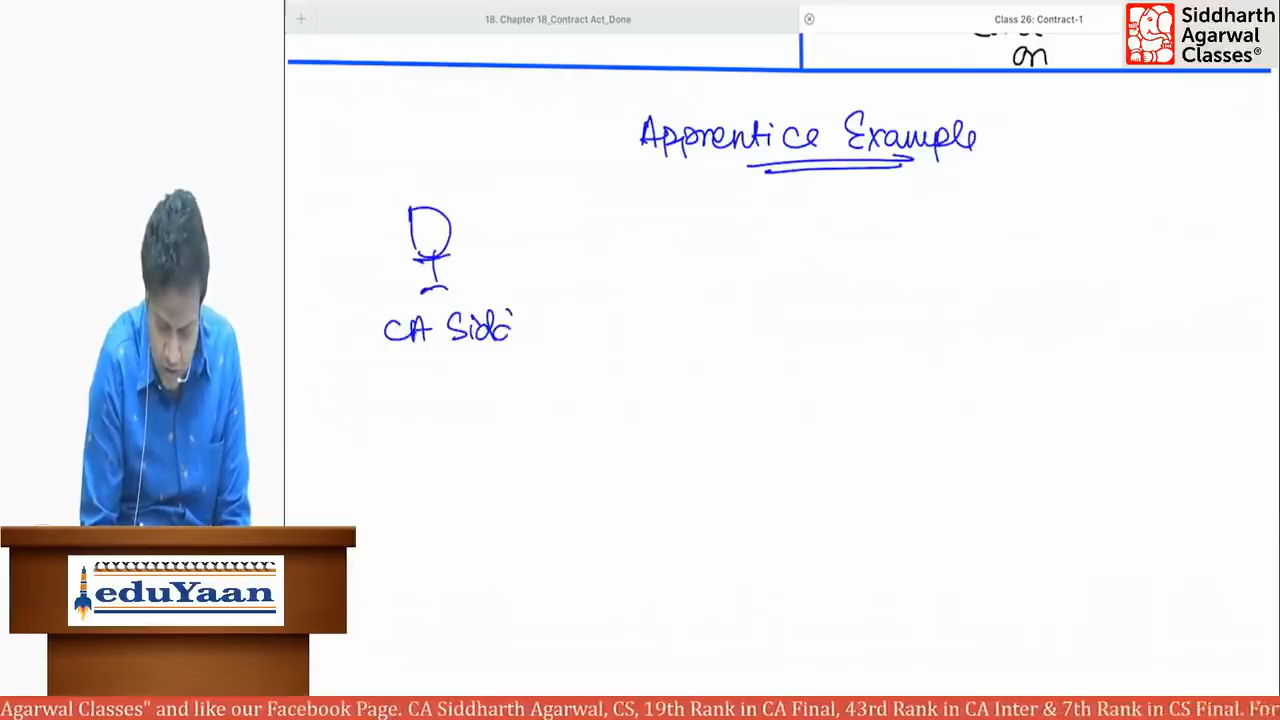 18. Chapter 18_Contract Act_Done
Class 26: Contract-1
Siddharth
Agarwal
Classes®
on
Apprentice Example
CA Sidd
eduYaan
Agarwal Classes" and like our Facebook Page. CA Siddharth Agarwal, CS, 19th Rank in CA Final, 43rd Rank in CA Inter & 7th Rank in CS Final. For